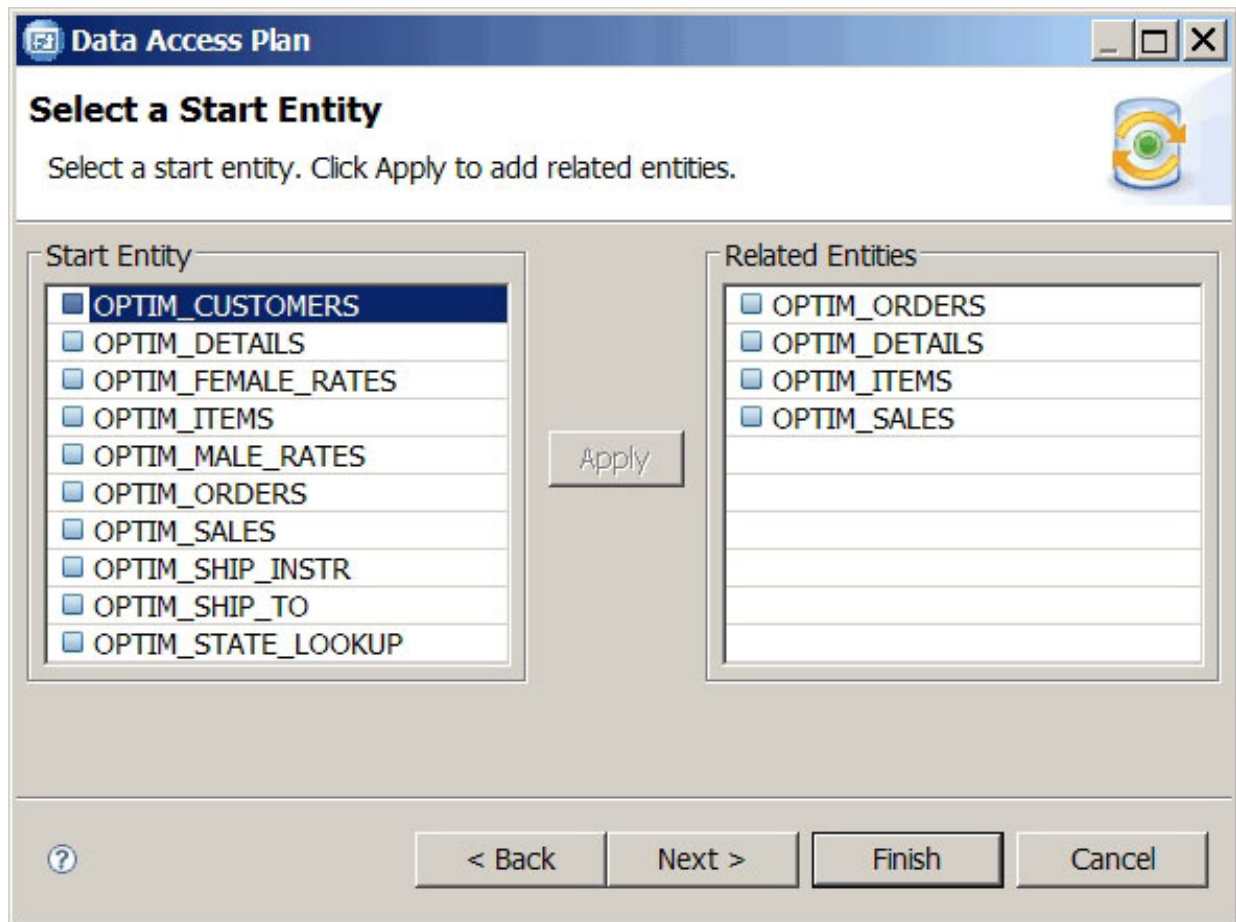 Data Access Plan
Select a Start Entity
Select a start entity. Click Apply to add related entities.
Start Entity
OPTIM_CUSTOMERS
OPTIM_DETAILS
OPTIM_FEMALE_RATES
OPTIM_ITEMS
OPTIM_MALE_RATES
OPTIM_ORDERS
OPTIM_SALES
OPTIM_SHIP_INSTR
OPTIM_SHIP_TO
OPTIM_STATE_LOOKUP
Apply
Related Entities
OPTIM_ORDERS
OPTIM_DETAILS
OPTIM_ITEMS
OPTIM_SALES
? < Back Next > Finish Cancel